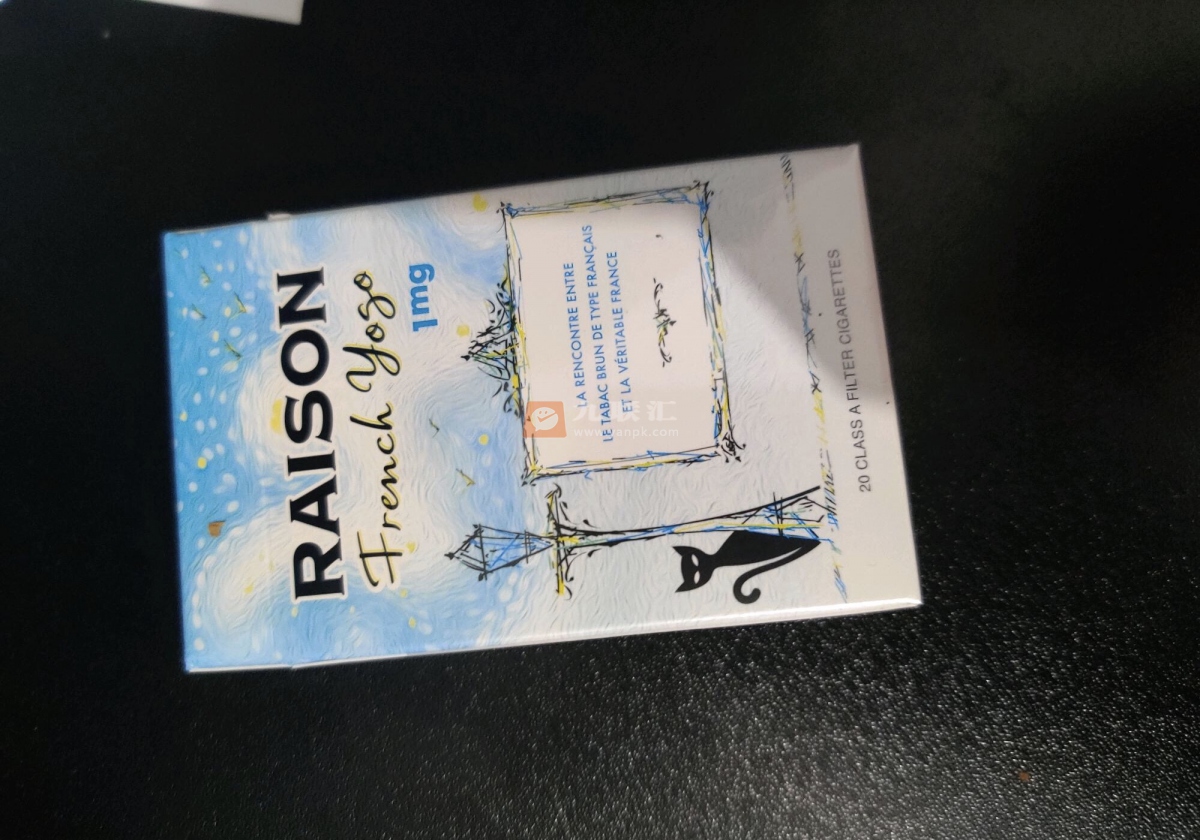 RAISON
French Yogo
1mg
LA RENCONTRE ENTRE
LE TABAC BRUN DE TYPE FRANÇAIS
ET LA VÉRITABLE FRANCE
20 CLASS A FILTER CIGARETTES